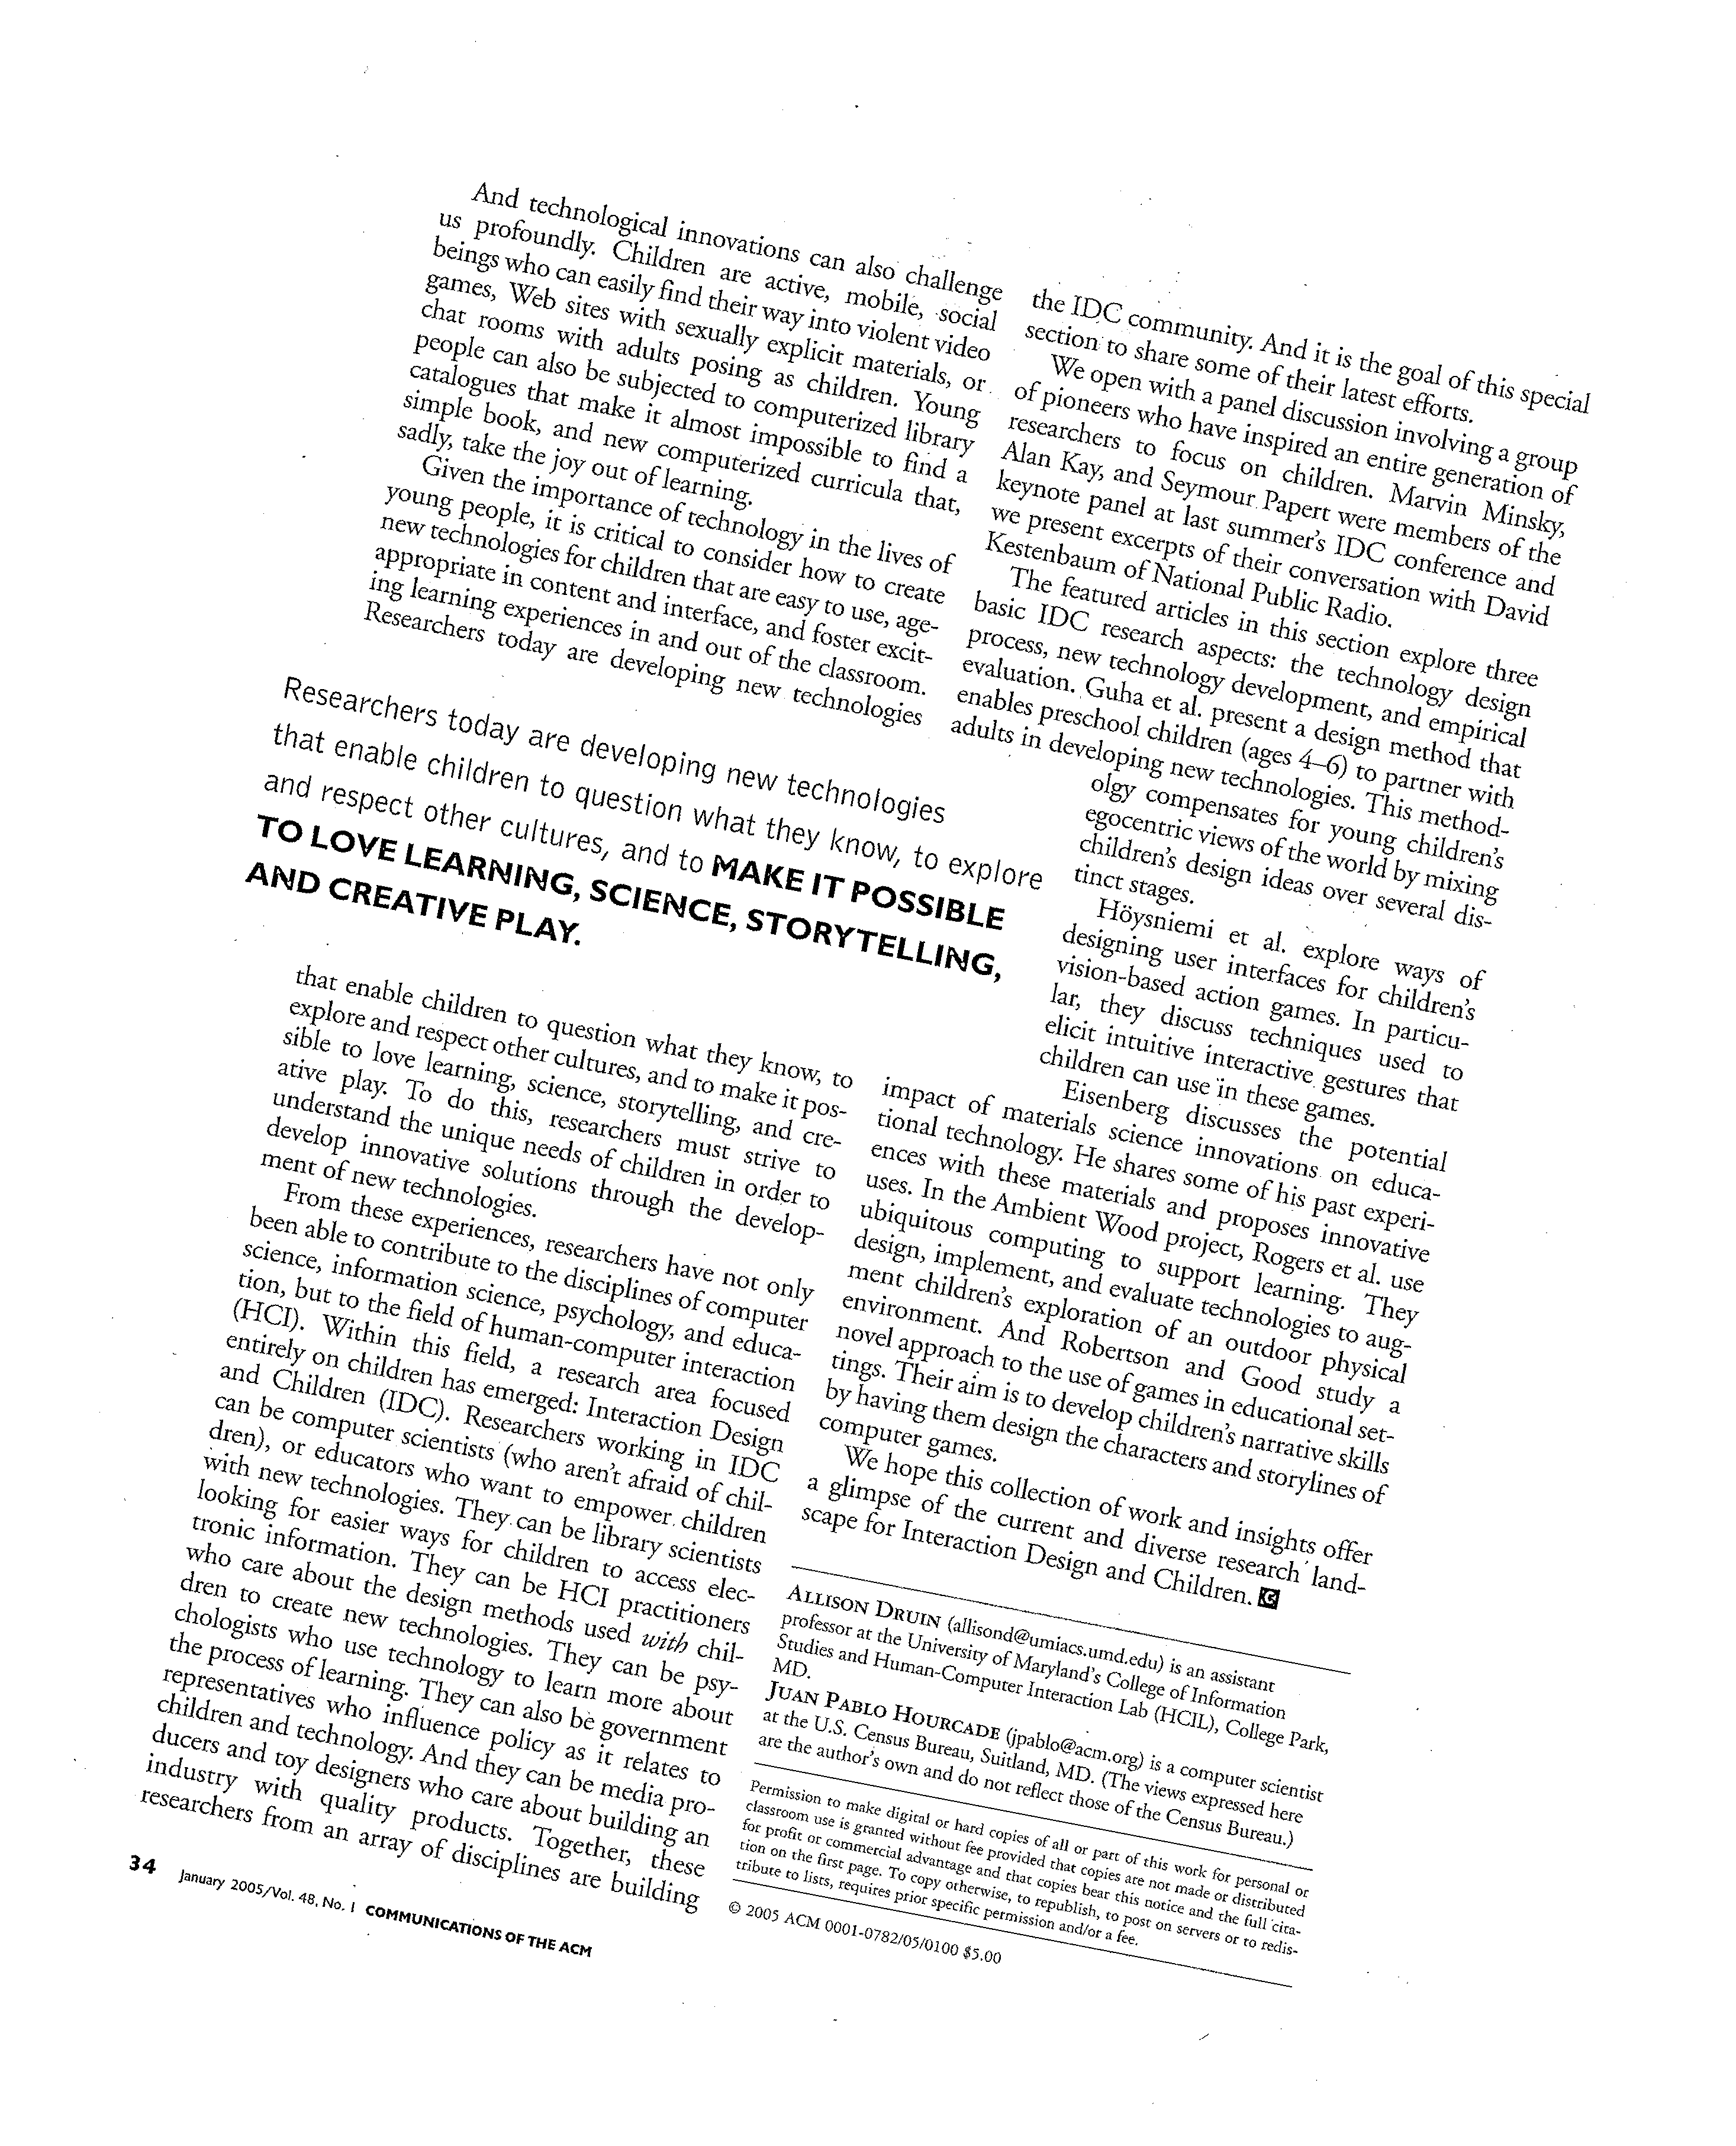 And technological innovations can also challenge
us profoundly. Children are active, mobile, social
beings who can easily find their way into violent video
games, Web sites with sexually explicit materials, or
chat rooms with adults posing as children. Young
people can also be subjected to computerized library
catalogues that make it almost impossible to find a
simple book, and new computerized curricula that,
sadly, take the joy out of learning.
Given the importance of technology in the lives of
young people, it is critical to consider how to create
new technologies for children that are easy to use, age-
appropriate in content and interface, and foster excit-
ing learning experiences in and out of the classroom.
Researchers today are developing new technologies
Researchers today are developing new technologies
that enable children to question what they know, to explore
and respect other cultures, and to MAKE IT POSSIBLE
TO LOVE LEARNING, SCIENCE, STORYTELLING,
AND CREATIVE PLAY.
that enable children to question what they know, to
explore and respect other cultures, and to make it pos-
sible to love learning, science, storytelling, and cre-
ative play. To do this, researchers must strive to
understand the unique needs of children in order to
develop innovative solutions through the develop-
ment of new technologies.
From these experiences, researchers have not only
been able to contribute to the disciplines of computer
science, information science, psychology, and educa-
tion, but to the field of human-computer interaction
(HCI). Within this field, a research area focused
entirely on children has emerged: Interaction Design
and Children (IDC). Researchers working in IDC
can be computer scientists (who aren't afraid of chil-
dren), or educators who want to empower children
with new technologies. They can be library scientists
looking for easier ways for children to access elec-
tronic information. They can be HCI practitioners
who care about the design methods used with chil-
dren to create new technologies. They can be psy-
chologists who use technology to learn more about
the process of learning. They can also be government
representatives who influence policy as it relates to
children and technology. And they can be media pro-
ducers and toy designers who care about building an
industry with quality products. Together, these
researchers from an array of disciplines are building
the IDC community. And it is the goal of this special
section to share some of their latest efforts.
We open with a panel discussion involving a group
of pioneers who have inspired an entire generation of
researchers to focus on children. Marvin Minsky,
Alan Kay, and Seymour Papert were members of the
keynote panel at last summer's IDC conference and
we present excerpts of their conversation with David
Kestenbaum of National Public Radio.
The featured articles in this section explore three
basic IDC research aspects: the technology design
process, new technology development, and empirical
evaluation. Guha et al. present a design method that
enables preschool children (ages 4–6) to partner with
adults in developing new technologies. This method-
ology compensates for young children's
egocentric views of the world by mixing
children's design ideas over several dis-
tinct stages.
Höysniemi et al. explore ways of
designing user interfaces for children's
vision-based action games. In particu-
lar, they discuss techniques used to
elicit intuitive interactive gestures that
children can use in these games.
Eisenberg discusses the potential
impact of materials science innovations on educa-
tional technology. He shares some of his past experi-
ences with these materials and proposes innovative
uses. In the Ambient Wood project, Rogers et al. use
ubiquitous computing to support learning. They
design, implement, and evaluate technologies to aug-
ment children's exploration of an outdoor physical
environment. And Robertson and Good study a
novel approach to the use of games in educational set-
tings. Their aim is to develop children's narrative skills
by having them design the characters and storylines of
computer games.
We hope this collection of work and insights offer
a glimpse of the current and diverse research land-
scape for Interaction Design and Children. C
ALLISON DRUIN (allisond@umiacs.umd.edu) is an assistant
professor at the University of Maryland's College of Information
Studies and Human-Computer Interaction Lab (HCIL), College Park,
MD.
JUAN PABLO HOURCADE (jpablo@acm.org) is a computer scientist
at the U.S. Census Bureau, Suitland, MD. (The views expressed here
are the author's own and do not reflect those of the Census Bureau.)
Permission to make digital or hard copies of all or part of this work for personal or
classroom use is granted without fee provided that copies are not made or distributed
for profit or commercial advantage and that copies bear this notice and the full cita-
tion on the first page. To copy otherwise, to republish, to post on servers or to redis-
tribute to lists, requires prior specific permission and/or a fee.
© 2005 ACM 0001-0782/05/0100 $5.00
34 January 2005/Vol. 48, No. 1 COMMUNICATIONS OF THE ACM